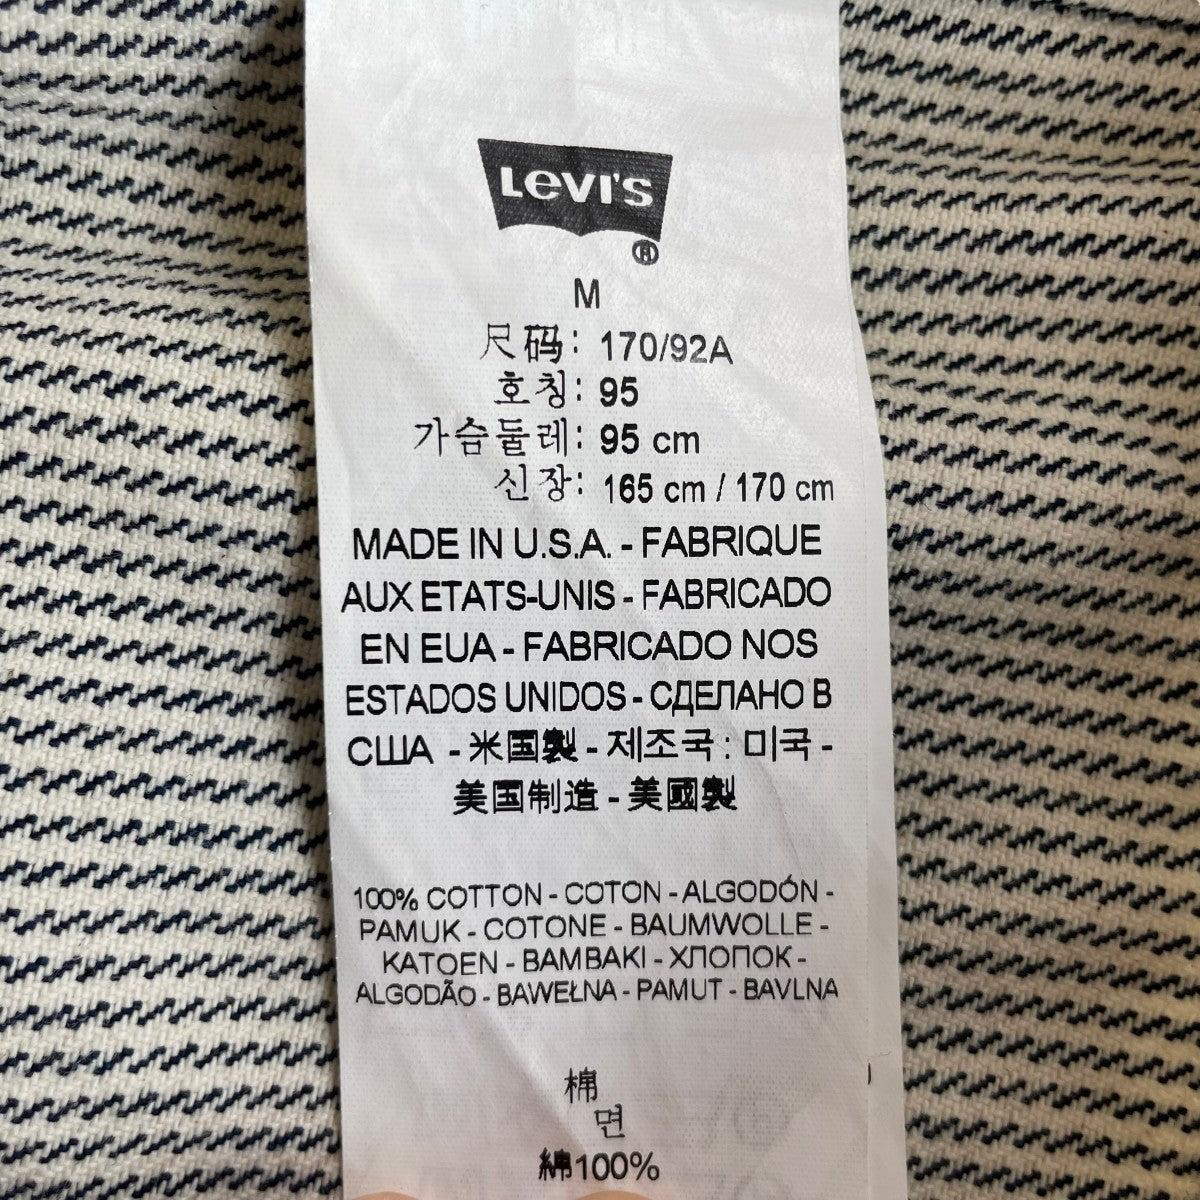 Levi's
®
M
尺码: 170/92A
호칭: 95
가슴둘레: 95 cm
신장: 165 cm / 170 cm
MADE IN U.S.A. - FABRIQUE
AUX ETATS-UNIS - FABRICADO
EN EUA - FABRICADO NOS
ESTADOS UNIDOS - СДЕЛАНО В
США - 米国製 - 제조국: 미국 -
美国制造 - 美國製
100% COTTON - COTON - ALGODÓN -
PAMUK - COTONE - BAUMWOLLE -
KATOEN - BAMBAKI - ХЛОПОК -
ALGODÃO - BAWEŁNA - PAMUT - BAVLNA
棉
면
綿100%